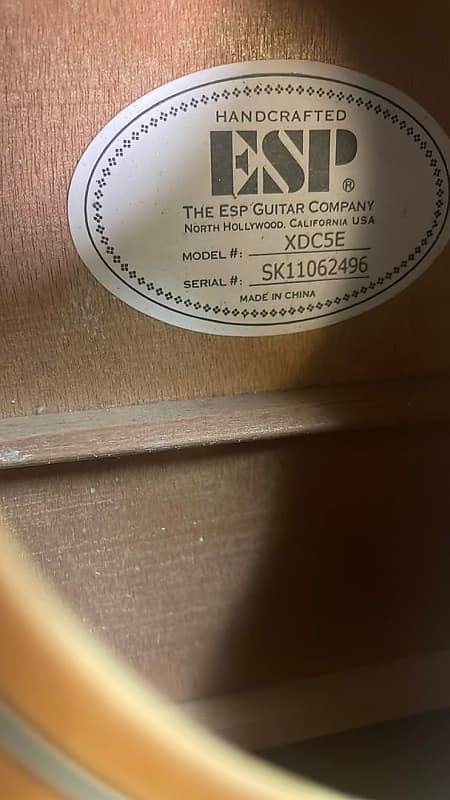 HANDCRAFTED
ESP®
THE ESP GUITAR COMPANY
NORTH HOLLYWOOD, CALIFORNIA USA
MODEL #: XDC5E
SERIAL #: SK11062496
MADE IN CHINA